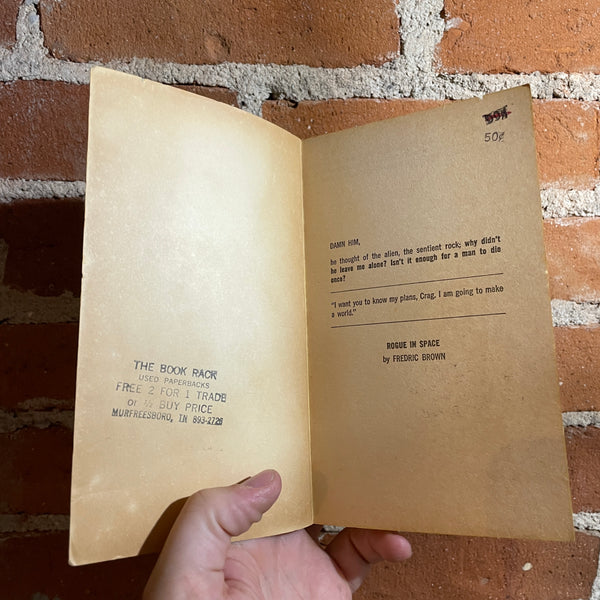 THE BOOK RACK
USED PAPERBACKS
FREE 2 FOR 1 TRADE
or ½ BUY PRICE
MURFREESBORO, TN 893-2726
50¢
DAMN HIM,
he thought of the alien, the sentient rock; why didn't
he leave me alone? Isn't it enough for a man to die
once?
"I want you to know my plans, Crag. I am going to make
a world."
ROGUE IN SPACE
by FREDRIC BROWN